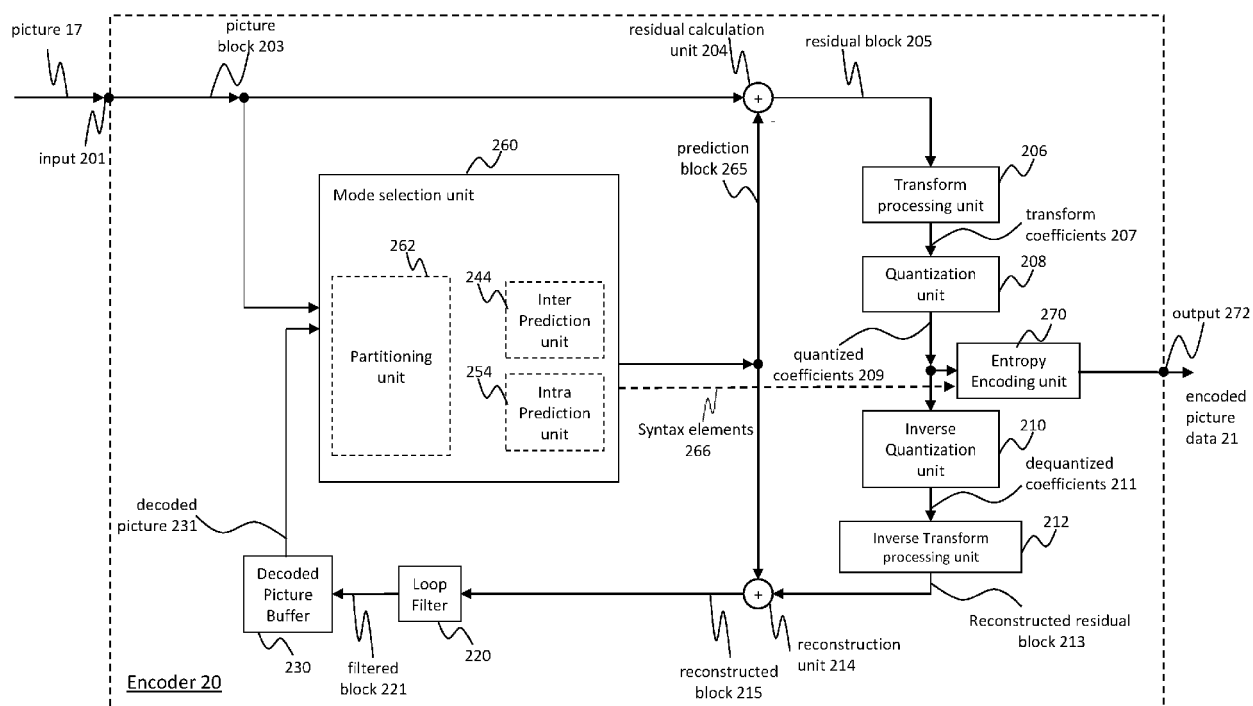 picture 17
picture
block 203
residual calculation
unit 204
residual block 205
+
input 201
260
prediction
block 265
206
Mode selection unit
Transform
processing unit
transform
coefficients 207
262
244
208
Quantization
unit
Inter
Prediction
unit
output 272
270
Partitioning
unit
quantized
coefficients 209
Entropy
Encoding unit
254
Intra
Prediction
unit
Syntax elements
266
encoded
picture
data 21
210
Inverse
Quantization
unit
dequantized
coefficients 211
decoded
picture 231
212
Inverse Transform
processing unit
Decoded
Picture
Buffer
Loop
Filter
+
Reconstructed residual
block 213
230
filtered
block 221
220
reconstructed
block 215
reconstruction
unit 214
Encoder 20